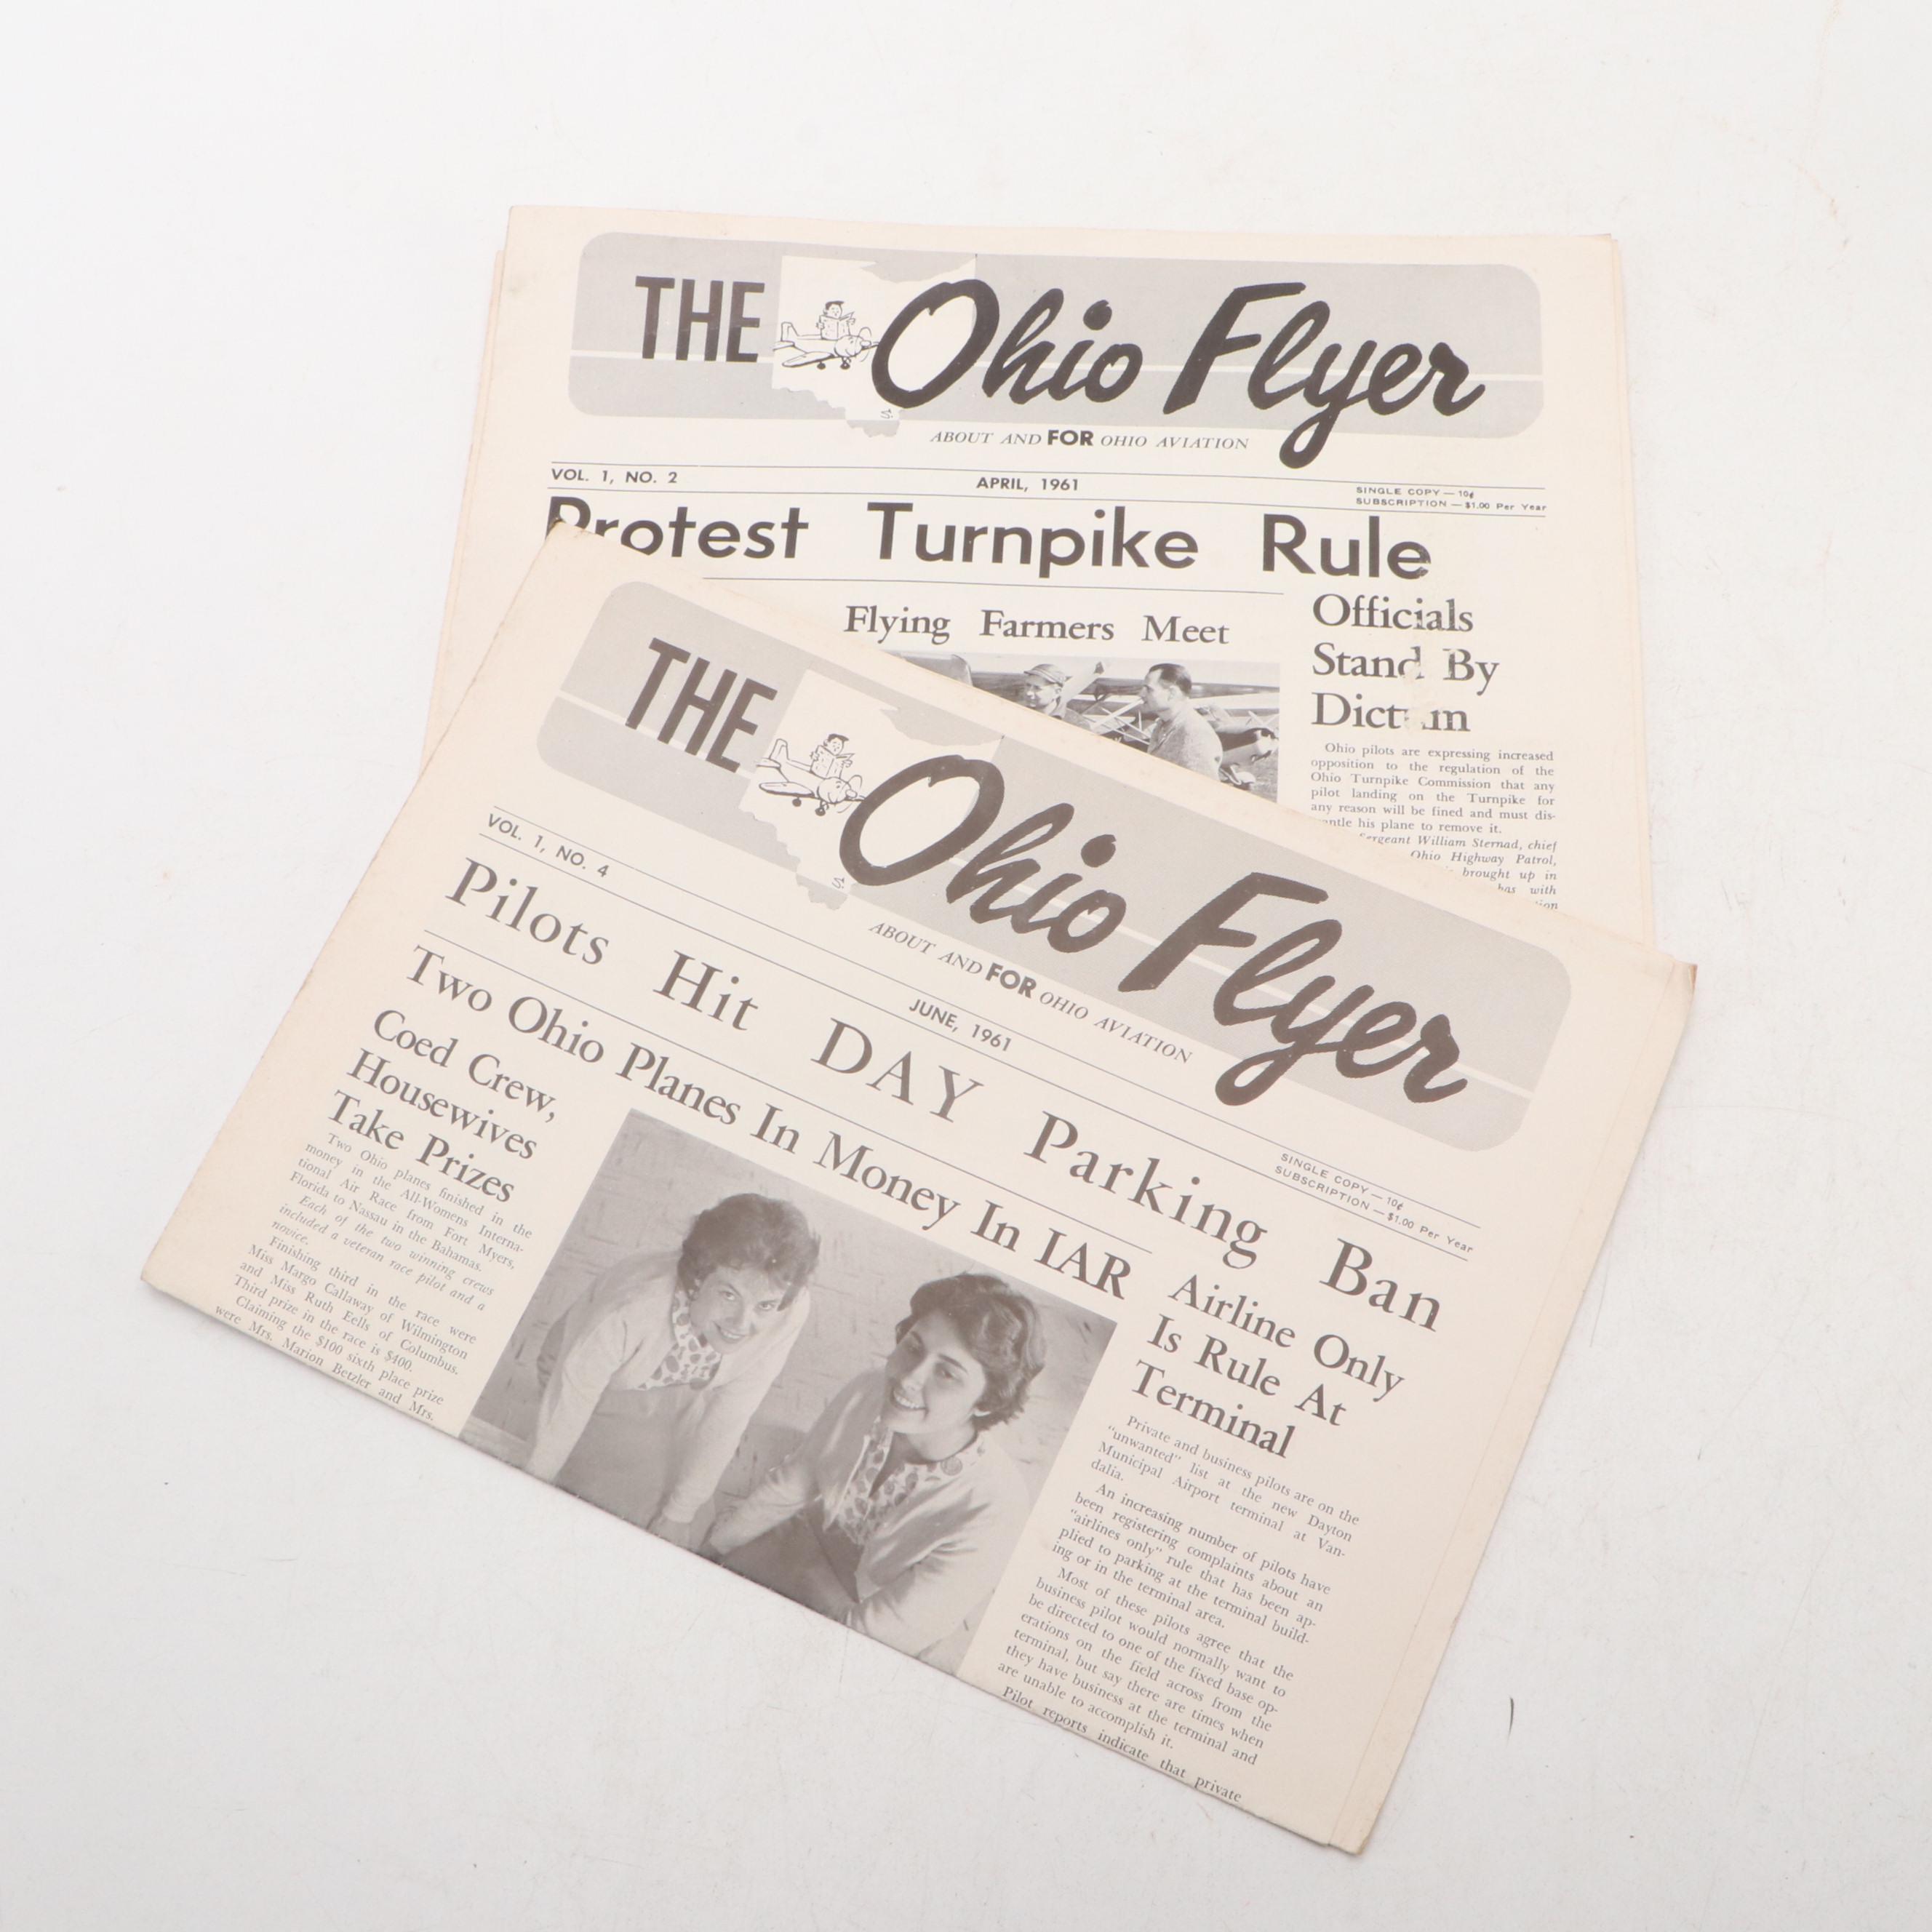 THE Ohio Flyer
ABOUT AND FOR OHIO AVIATION
VOL. 1, NO. 2
APRIL, 1961
SINGLE COPY — 10¢
SUBSCRIPTION — $1.00 Per Year
Protest Turnpike Rule
Flying Farmers Meet
Officials
Stand By
Ohio pilots are expressing increased
opposition to the regulation of the
Ohio Turnpike Commission that any
pilot landing on the Turnpike for
any reason will be fined and must dis-
his plane to remove it.
Sergeant William Sternad, chief
Ohio Highway Patrol,
brought up in
has with
THE Ohio Flyer
ABOUT AND FOR OHIO AVIATION
VOL. 1, NO. 4
JUNE, 1961
SINGLE COPY — 10¢
SUBSCRIPTION — $1.00 Per Year
Pilots Hit DAY Parking Ban
Two Ohio Planes In Money In IAR
Coed Crew,
Housewives
Take Prizes
Two Ohio planes finished in the
money in the All-Womens Interna-
tional Air Race from Fort Myers,
Florida to Nassau in the Bahamas.
Each of the two winning crews
included a veteran race pilot and a
novice.
Finishing third in the race were
Miss Margo Callaway of Wilmington
and Miss Ruth Eells of Columbus.
Third prize in the race is $400.
Claiming the $100 sixth place prize
were Mrs. Marion Betzler and Mrs.
Airline Only
Is Rule At
Terminal
Private and business pilots are on the
"unwanted" list at the new Dayton
Municipal Airport terminal at Van-
dalia.
An increasing number of pilots have
been registering complaints about an
"airlines only" rule that has been ap-
plied to parking at the terminal build-
ing or in the terminal area.
Most of these pilots agree that the
business pilot would normally want to
be directed to one of the fixed base op-
erations on the field across from the
terminal, but say there are times when
they have business at the terminal and
are unable to accomplish it.
Pilot reports indicate that private